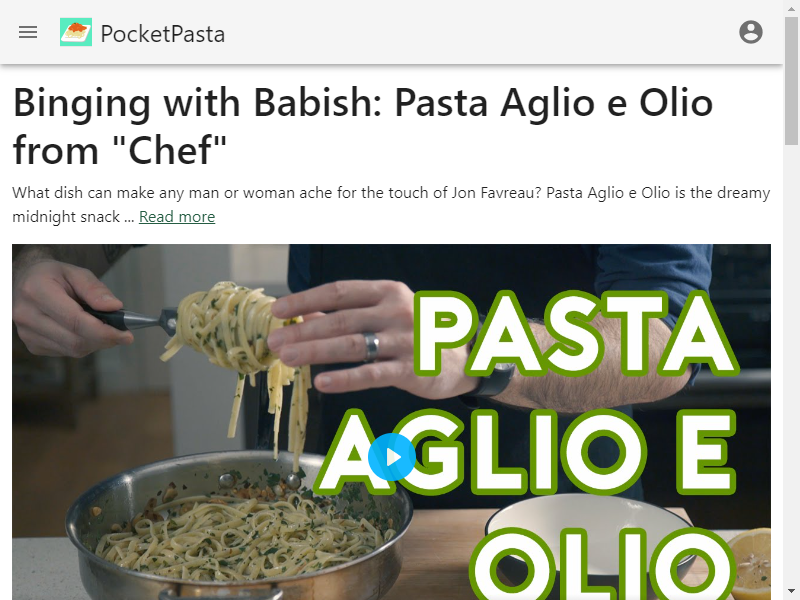 PocketPasta
Binging with Babish: Pasta Aglio e Olio
from "Chef"
What dish can make any man or woman ache for the touch of Jon Favreau? Pasta Aglio e Olio is the dreamy
midnight snack ... Read more
PASTA
AGLIO E
OLIO